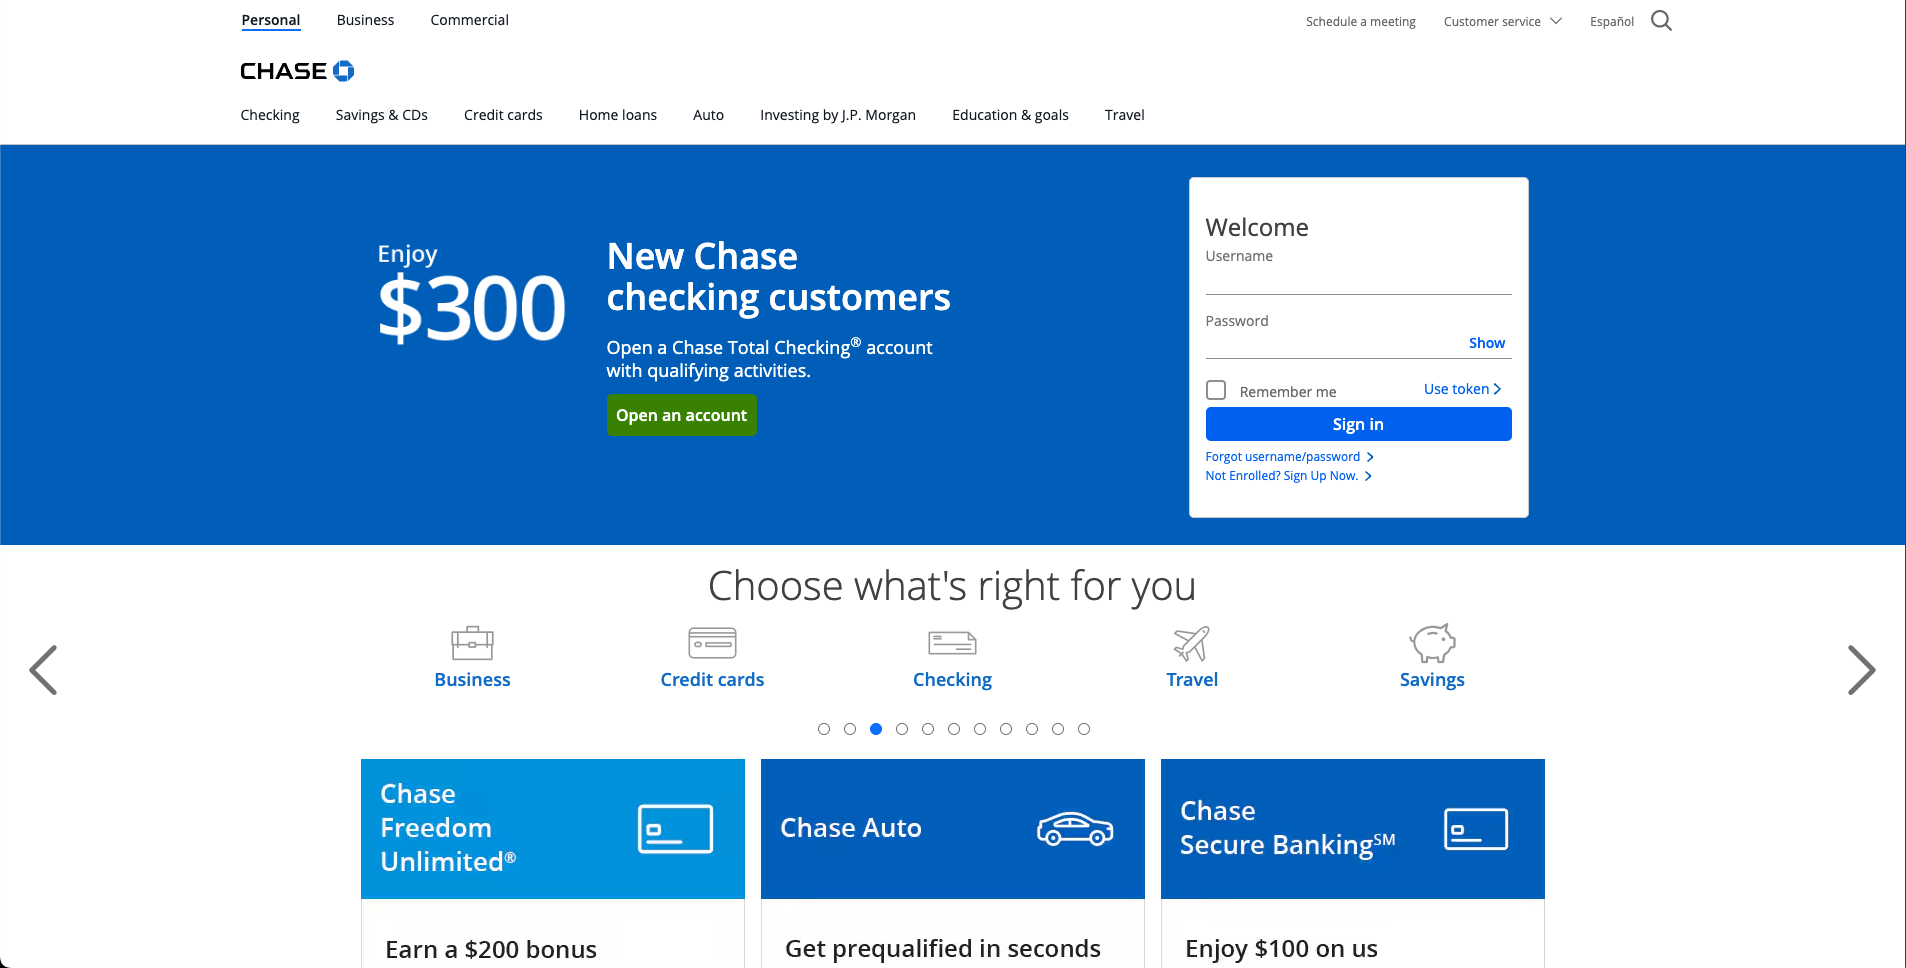 Personal Business Commercial Schedule a meeting Customer service Español
CHASE
Checking Savings & CDs Credit cards Home loans Auto Investing by J.P. Morgan Education & goals Travel
Enjoy
$300
New Chase
checking customers
Open a Chase Total Checking® account
with qualifying activities.
Open an account
Welcome
Username
Password
Show
Remember me Use token
Sign in
Forgot username/password
Not Enrolled? Sign Up Now.
Choose what's right for you
Business Credit cards Checking Travel Savings
Chase
Freedom
Unlimited®
Earn a $200 bonus
Chase Auto
Get prequalified in seconds
Chase
Secure Banking℠
Enjoy $100 on us